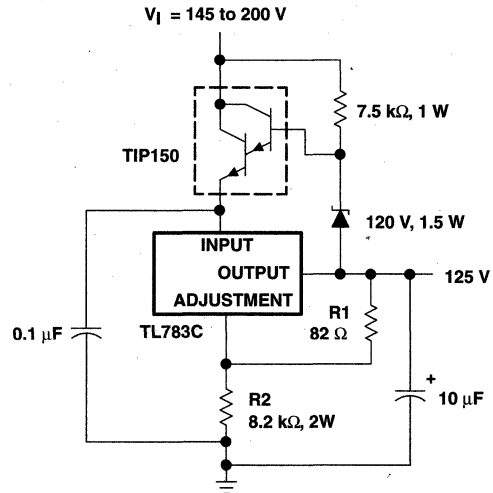 V_I = 145 to 200 V
7.5 kΩ, 1 W
TIP150
120 V, 1.5 W
INPUT
OUTPUT
125 V
ADJUSTMENT
R1
82 Ω
0.1 μF
TL783C
R2
8.2 kΩ, 2W
+
10 μF